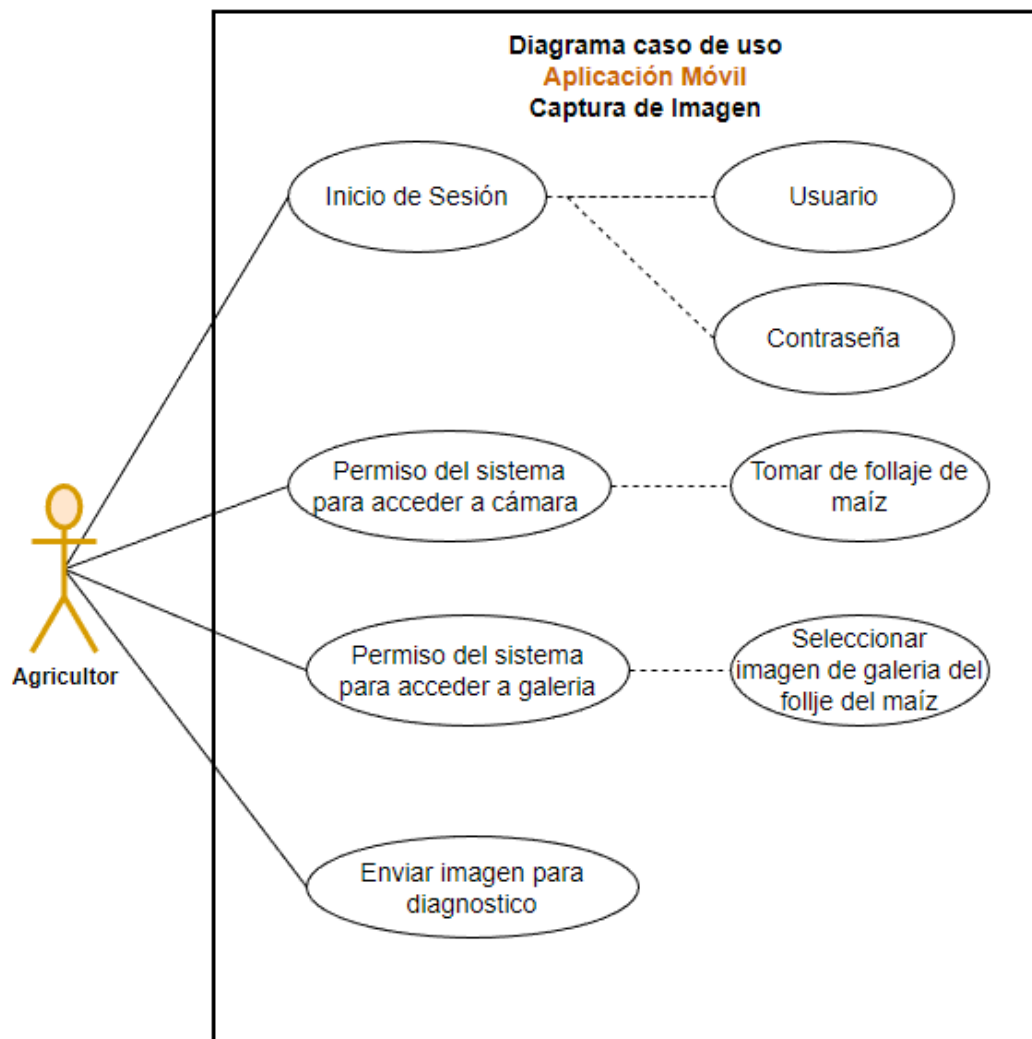 Diagrama caso de uso
Aplicación Móvil
Captura de Imagen
Inicio de Sesión
Usuario
Contraseña
Permiso del sistema
para acceder a cámara
Tomar de follaje de
maíz
Agricultor
Permiso del sistema
para acceder a galeria
Seleccionar
imagen de galeria del
follje del maíz
Enviar imagen para
diagnostico